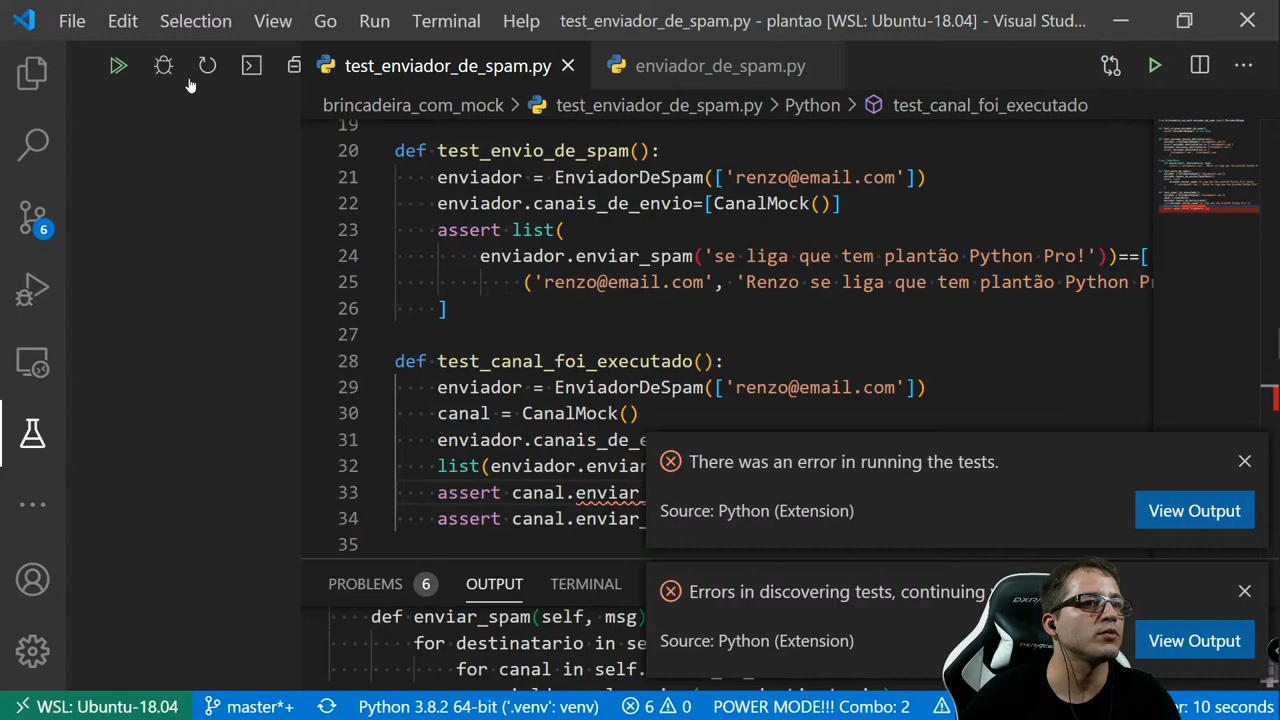 File Edit Selection View Go Run Terminal Help test_enviador_de_spam.py - plantao [WSL: Ubuntu-18.04] - Visual Stud...
test_enviador_de_spam.py enviador_de_spam.py
brincadeira_com_mock > test_enviador_de_spam.py > Python > test_canal_foi_executado
19
20 def test_envio_de_spam():
21 enviador = EnviadorDeSpam(['renzo@email.com'])
22 enviador.canais_de_envio=[CanalMock()]
23 assert list(
24 enviador.enviar_spam('se liga que tem plantão Python Pro!'))==[
25 ('renzo@email.com', 'Renzo se liga que tem plantão Python Pr
26 ]
27
28 def test_canal_foi_executado():
29 enviador = EnviadorDeSpam(['renzo@email.com'])
30 canal = CanalMock()
31 enviador.canais_de_e
32 list(enviador.enviar
33 assert canal.enviar_
34 assert canal.enviar_
35
There was an error in running the tests.
Source: Python (Extension)
View Output
6
PROBLEMS 6 OUTPUT TERMINAL
Errors in discovering tests, continuing
Source: Python (Extension)
View Output
def enviar_spam(self, msg)
for destinatario in se
for canal in self.
WSL: Ubuntu-18.04 master*+ Python 3.8.2 64-bit ('.venv': venv) 6 0 POWER MODE!!! Combo: 2 er: 10 seconds